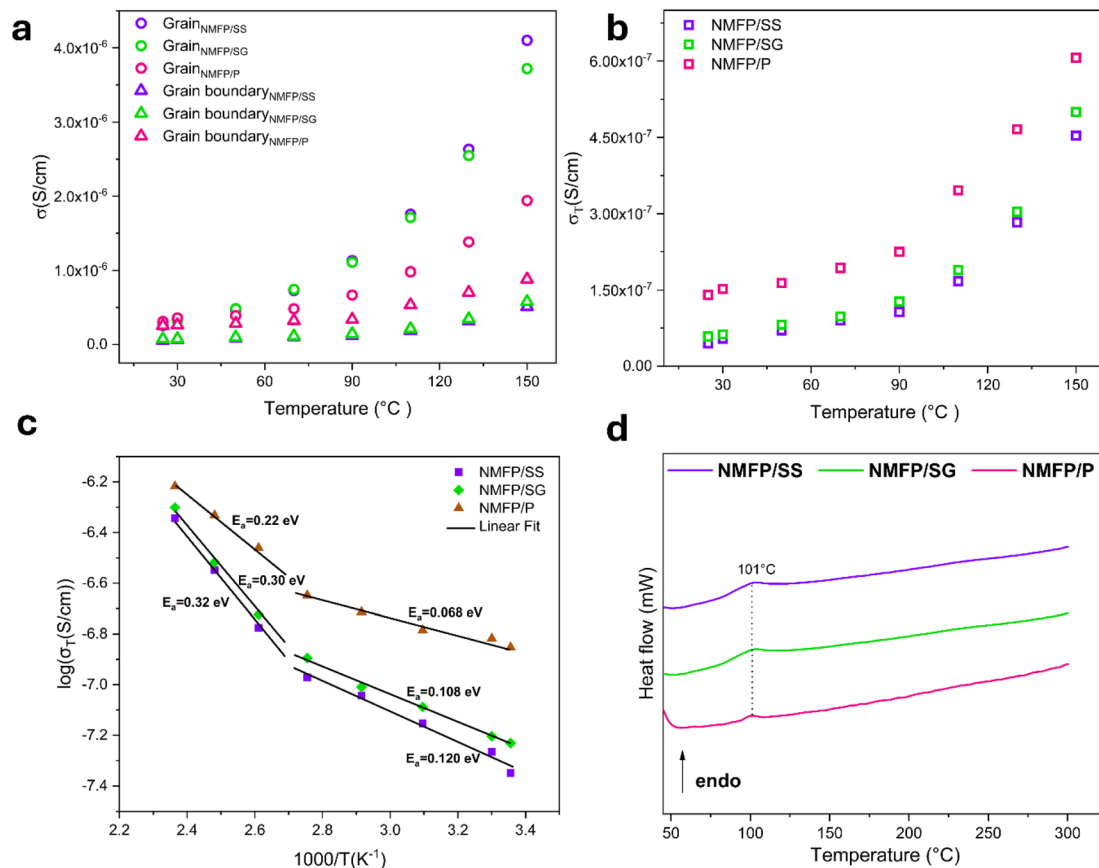 a
Grain_NMFP/SS
Grain_NMFP/SG
Grain_NMFP/P
Grain boundary_NMFP/SS
Grain boundary_NMFP/SG
Grain boundary_NMFP/P
4.0x10⁻⁶
3.0x10⁻⁶
2.0x10⁻⁶
1.0x10⁻⁶
0.0
σ(S/cm)
30 60 90 120 150
Temperature (°C)
b
NMFP/SS
NMFP/SG
NMFP/P
6.00x10⁻⁷
4.50x10⁻⁷
3.00x10⁻⁷
1.50x10⁻⁷
0.00
σ_T(S/cm)
30 60 90 120 150
Temperature (°C)
c
NMFP/SS
NMFP/SG
NMFP/P
Linear Fit
E_a=0.22 eV
E_a=0.30 eV
E_a=0.32 eV
E_a=0.068 eV
E_a=0.108 eV
E_a=0.120 eV
-6.2
-6.4
-6.6
-6.8
-7.0
-7.2
-7.4
log(σ_T(S/cm)
2.2 2.4 2.6 2.8 3.0 3.2 3.4
1000/T(K⁻¹)
d
NMFP/SS NMFP/SG NMFP/P
101°C
endo
Heat flow (mW)
50 100 150 200 250 300
Temperature (°C)